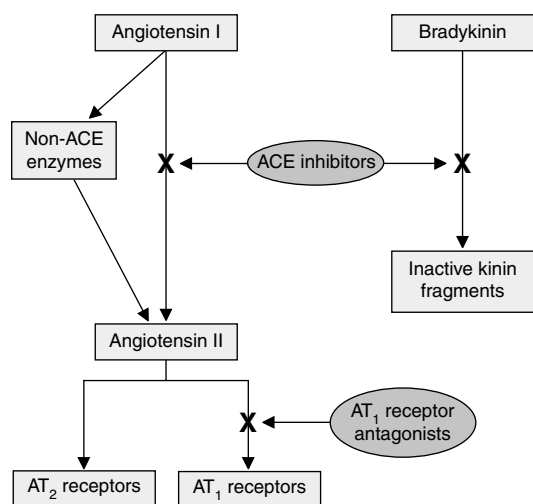 Angiotensin I
Bradykinin
Non-ACE
enzymes
X
ACE inhibitors
X
Inactive kinin
fragments
Angiotensin II
X
AT₁ receptor
antagonists
AT₂ receptors
AT₁ receptors